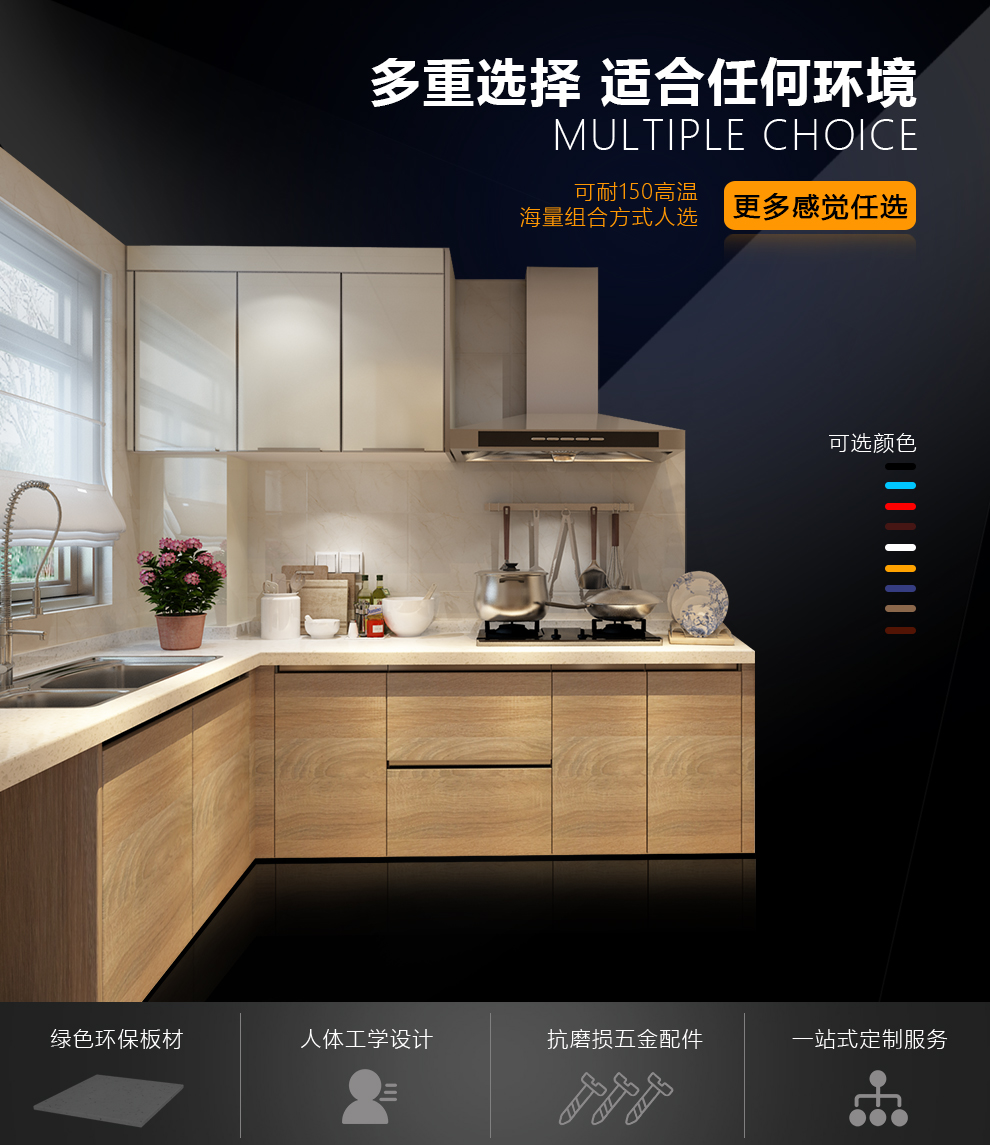 多重选择 适合任何环境
MULTIPLE CHOICE
可耐150高温
海量组合方式人选
更多感觉任选
可选颜色
绿色环保板材
人体工学设计
抗磨损五金配件
一站式定制服务